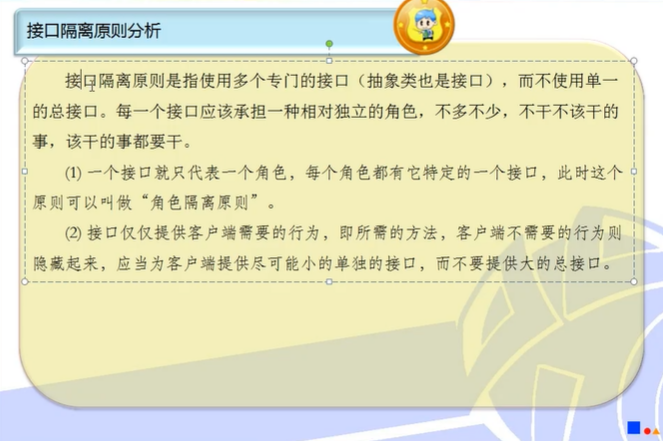 接口隔离原则分析
接口隔离原则是指使用多个专门的接口（抽象类也是接口），而不使用单一
的总接口。每一个接口应该承担一种相对独立的角色，不多不少，不干不该干的
事，该干的事都要干。
(1) 一个接口就只代表一个角色，每个角色都有它特定的一个接口，此时这个
原则可以叫做“角色隔离原则”。
(2) 接口仅仅提供客户端需要的行为，即所需的方法，客户端不需要的行为则
隐藏起来，应当为客户端提供尽可能小的单独的接口，而不要提供大的总接口。